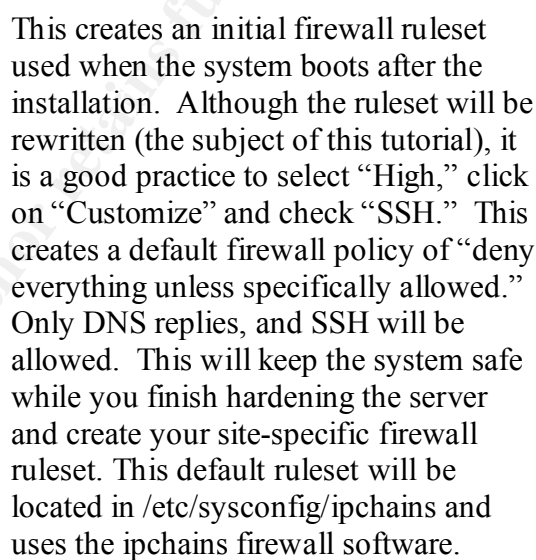 This creates an initial firewall ruleset
used when the system boots after the
installation.  Although the ruleset will be
rewritten (the subject of this tutorial), it
is a good practice to select “High,” click
on “Customize” and check “SSH.”  This
creates a default firewall policy of “deny
everything unless specifically allowed.”
Only DNS replies, and SSH will be
allowed.  This will keep the system safe
while you finish hardening the server
and create your site-specific firewall
ruleset. This default ruleset will be
located in /etc/sysconfig/ipchains and
uses the ipchains firewall software.